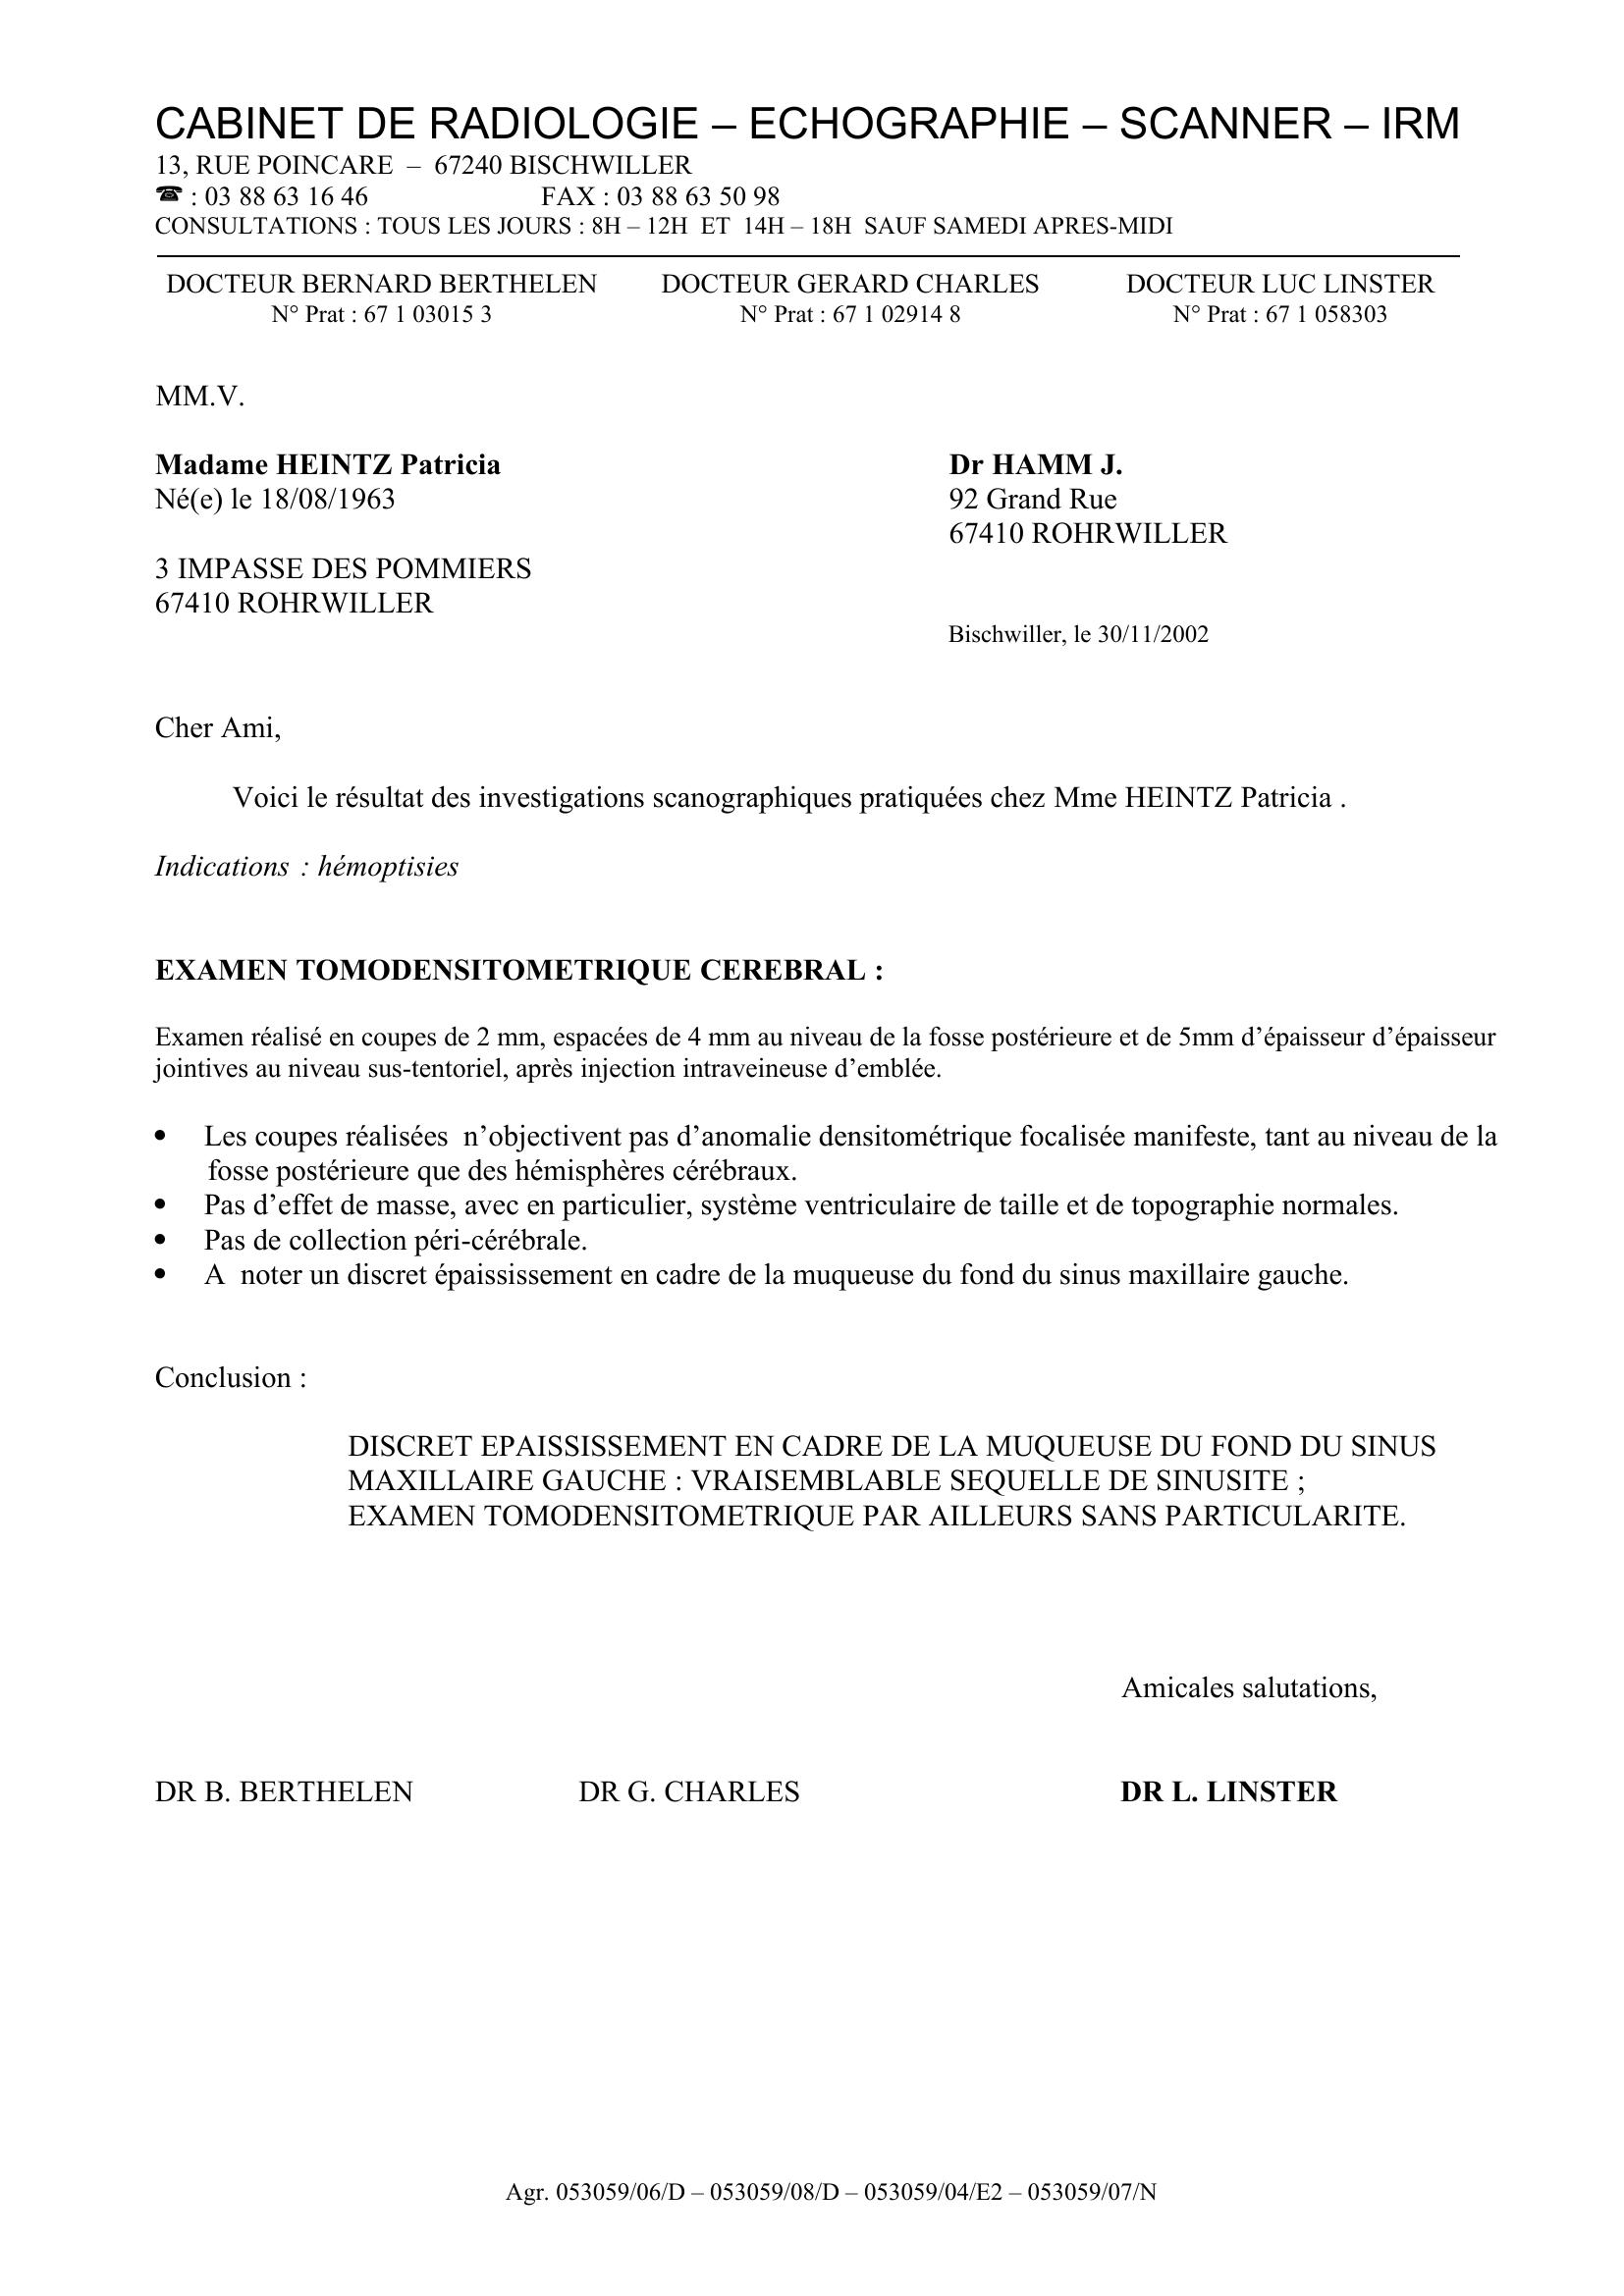 CABINET DE RADIOLOGIE – ECHOGRAPHIE – SCANNER – IRM
13, RUE POINCARE – 67240 BISCHWILLER
☎ : 03 88 63 16 46 FAX : 03 88 63 50 98
CONSULTATIONS : TOUS LES JOURS : 8H – 12H ET 14H – 18H SAUF SAMEDI APRES-MIDI
DOCTEUR BERNARD BERTHELEN DOCTEUR GERARD CHARLES DOCTEUR LUC LINSTER
N° Prat : 67 1 03015 3 N° Prat : 67 1 02914 8 N° Prat : 67 1 058303
MM.V.
Madame HEINTZ Patricia Dr HAMM J.
Né(e) le 18/08/1963 92 Grand Rue
67410 ROHRWILLER
3 IMPASSE DES POMMIERS
67410 ROHRWILLER
Bischwiller, le 30/11/2002
Cher Ami,
Voici le résultat des investigations scanographiques pratiquées chez Mme HEINTZ Patricia .
Indications : hémoptisies
EXAMEN TOMODENSITOMETRIQUE CEREBRAL :
Examen réalisé en coupes de 2 mm, espacées de 4 mm au niveau de la fosse postérieure et de 5mm d’épaisseur d’épaisseur
jointives au niveau sus-tentoriel, après injection intraveineuse d’emblée.
• Les coupes réalisées n’objectivent pas d’anomalie densitométrique focalisée manifeste, tant au niveau de la
fosse postérieure que des hémisphères cérébraux.
• Pas d’effet de masse, avec en particulier, système ventriculaire de taille et de topographie normales.
• Pas de collection péri-cérébrale.
• A noter un discret épaississement en cadre de la muqueuse du fond du sinus maxillaire gauche.
Conclusion :
DISCRET EPAISSISSEMENT EN CADRE DE LA MUQUEUSE DU FOND DU SINUS
MAXILLAIRE GAUCHE : VRAISEMBLABLE SEQUELLE DE SINUSITE ;
EXAMEN TOMODENSITOMETRIQUE PAR AILLEURS SANS PARTICULARITE.
Amicales salutations,
DR B. BERTHELEN DR G. CHARLES DR L. LINSTER
Agr. 053059/06/D – 053059/08/D – 053059/04/E2 – 053059/07/N